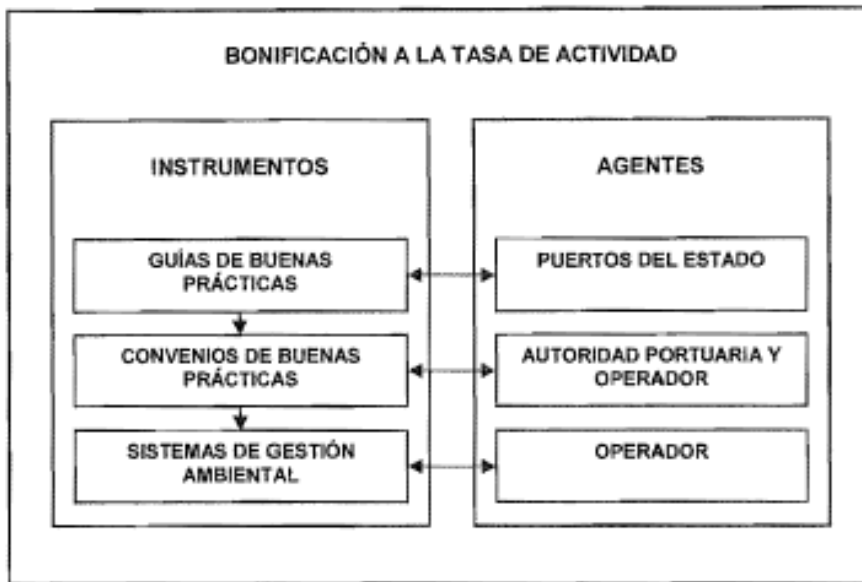 BONIFICACIÓN A LA TASA DE ACTIVIDAD
INSTRUMENTOS
GUÍAS DE BUENAS
PRÁCTICAS
CONVENIOS DE BUENAS
PRÁCTICAS
SISTEMAS DE GESTIÓN
AMBIENTAL
AGENTES
PUERTOS DEL ESTADO
AUTORIDAD PORTUARIA Y
OPERADOR
OPERADOR